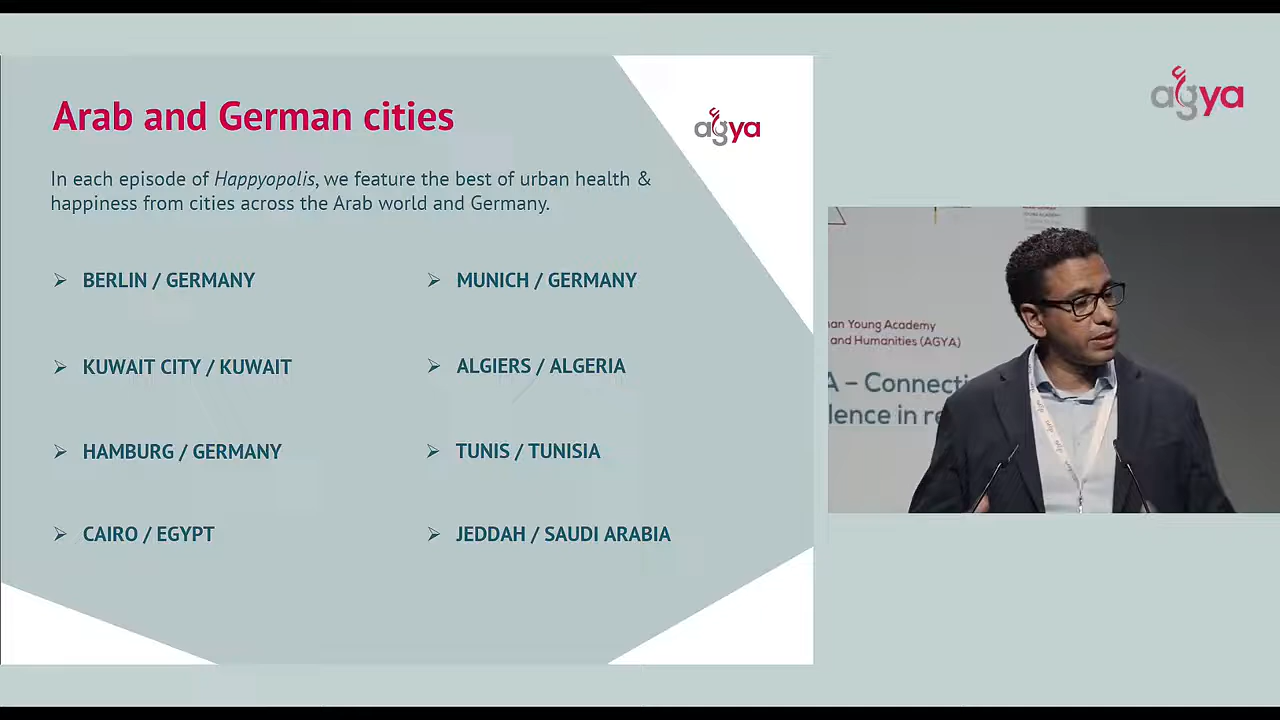 Arab and German cities
agya
In each episode of Happyopolis, we feature the best of urban health &
happiness from cities across the Arab world and Germany.
BERLIN / GERMANY
MUNICH / GERMANY
KUWAIT CITY / KUWAIT
ALGIERS / ALGERIA
HAMBURG / GERMANY
TUNIS / TUNISIA
CAIRO / EGYPT
JEDDAH / SAUDI ARABIA
agya
an Young Academy
and Humanities (AGYA)
A – Connecti
lence in re